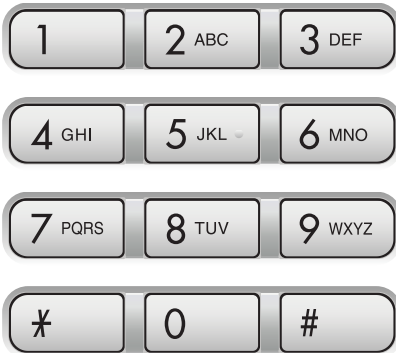 1 2 ABC 3 DEF
4 GHI 5 JKL 6 MNO
7 PQRS 8 TUV 9 WXYZ
* 0 #